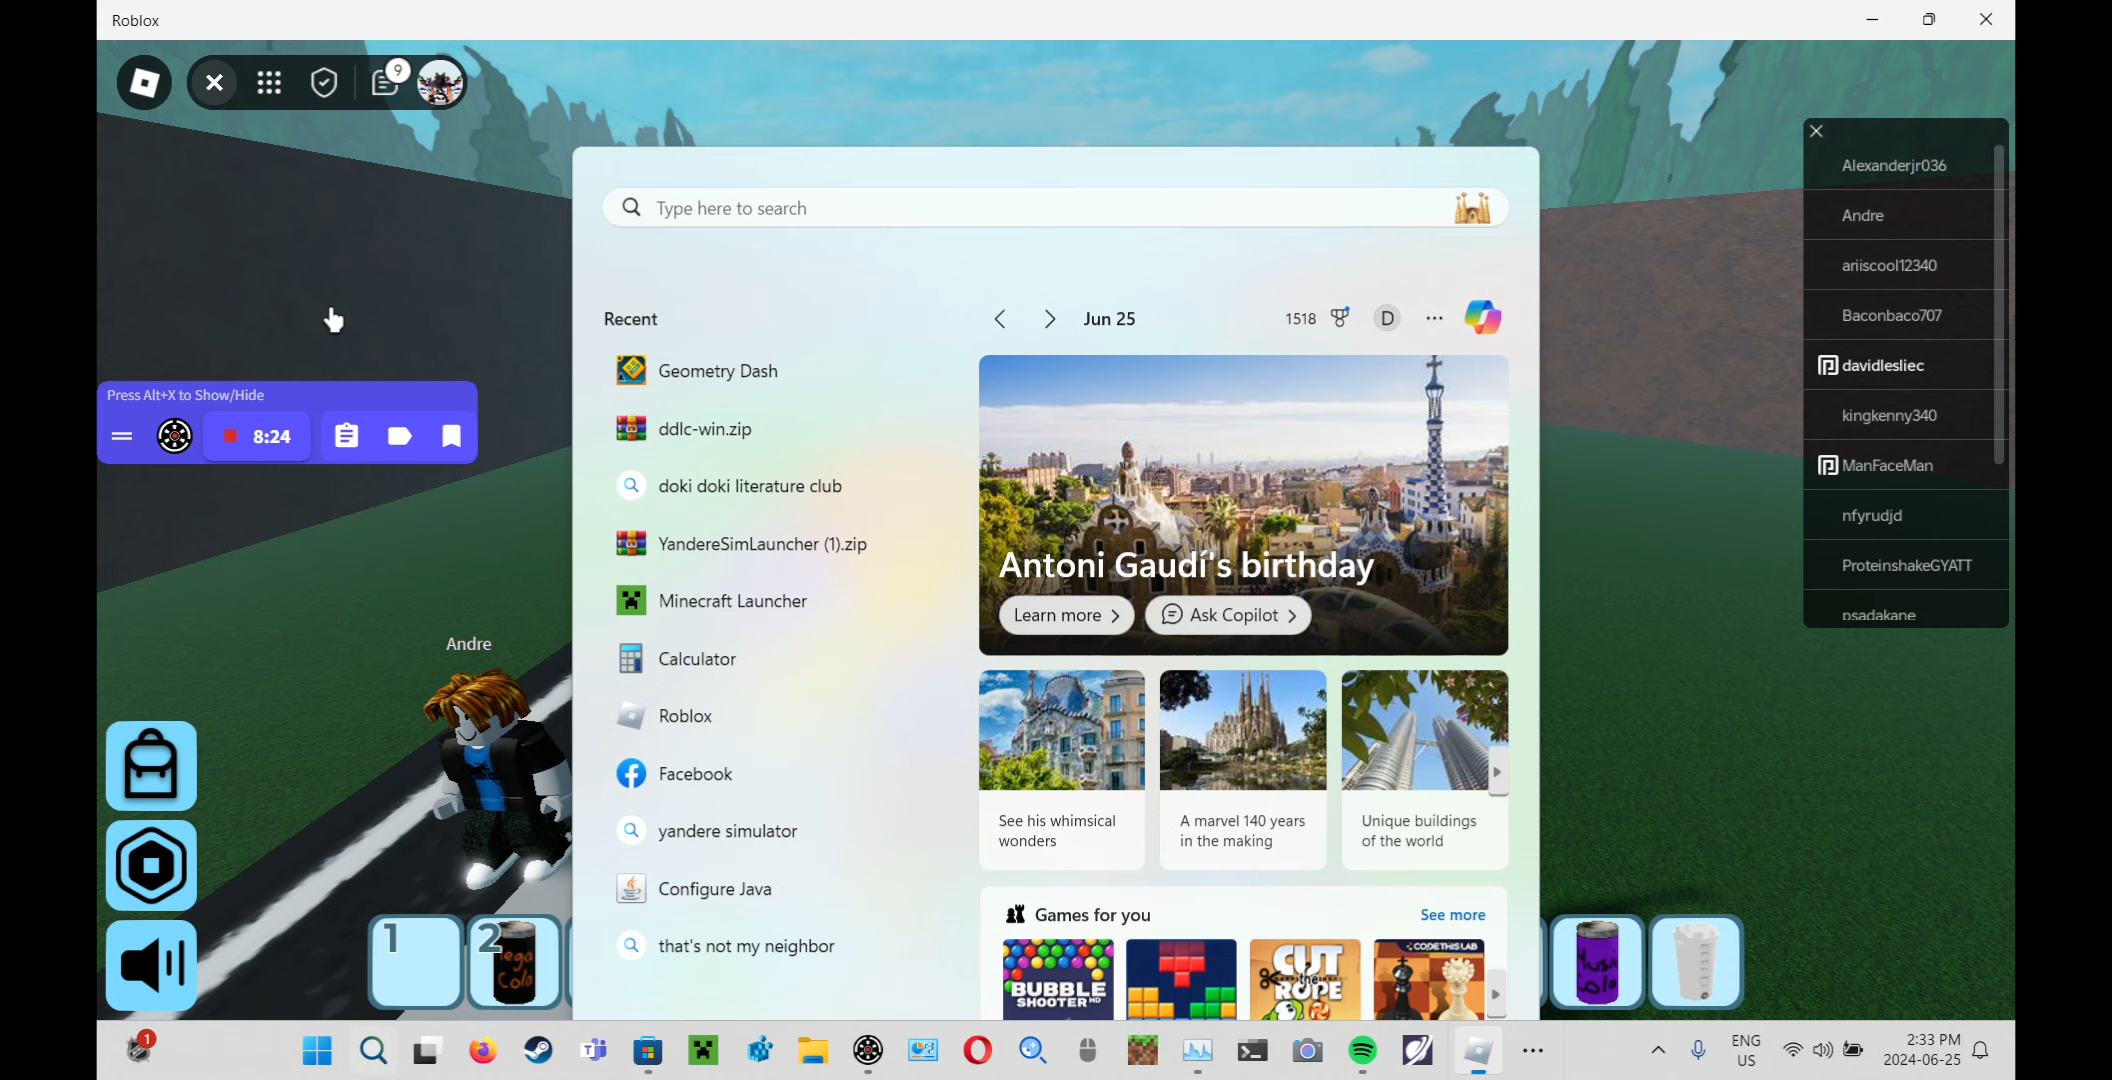 Roblox
9
Type here to search
Recent
Jun 25
1518
D
Geometry Dash
ddlc-win.zip
doki doki literature club
YandereSimLauncher (1).zip
Minecraft Launcher
Calculator
Roblox
Facebook
yandere simulator
Configure Java
that's not my neighbor
Antoni Gaudí's birthday
Learn more
Ask Copilot
See his whimsical
wonders
A marvel 140 years
in the making
Unique buildings
of the world
Games for you
See more
BUBBLE
SHOOTER HD
CUT
the
ROPE
CODETHISLAB
Press Alt+X to Show/Hide
8:24
Andre
1
2
Alexanderjr036
Andre
ariiscool12340
Baconbaco707
davidlesliec
kingkenny340
ManFaceMan
nfyrudjd
ProteinshakeGYATT
psadakane
1
ENG
US
2:33 PM
2024-06-25